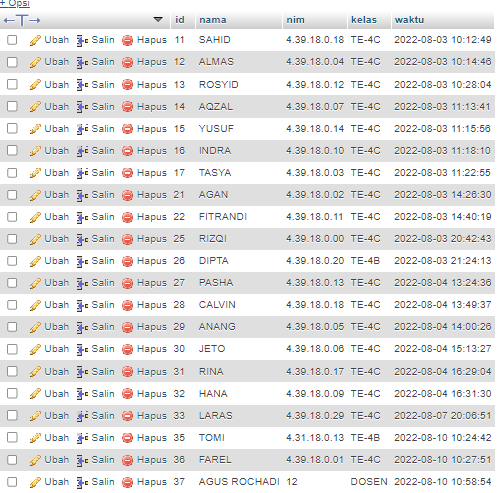 + Opsi
←T→ id nama nim kelas waktu
Ubah Salin Hapus 11 SAHID 4.39.18.0.18 TE-4C 2022-08-03 10:12:49
Ubah Salin Hapus 12 ALMAS 4.39.18.0.04 TE-4C 2022-08-03 10:14:46
Ubah Salin Hapus 13 ROSYID 4.39.18.0.12 TE-4C 2022-08-03 10:28:04
Ubah Salin Hapus 14 AQZAL 4.39.18.0.07 TE-4C 2022-08-03 11:13:41
Ubah Salin Hapus 15 YUSUF 4.39.18.0.14 TE-4C 2022-08-03 11:15:56
Ubah Salin Hapus 16 INDRA 4.39.18.0.10 TE-4C 2022-08-03 11:18:10
Ubah Salin Hapus 17 TASYA 4.39.18.0.03 TE-4C 2022-08-03 11:22:55
Ubah Salin Hapus 21 AGAN 4.39.18.0.02 TE-4C 2022-08-03 14:26:30
Ubah Salin Hapus 22 FITRANDI 4.39.18.0.11 TE-4C 2022-08-03 14:40:19
Ubah Salin Hapus 25 RIZQI 4.39.18.0.00 TE-4C 2022-08-03 20:42:43
Ubah Salin Hapus 26 DIPTA 4.39.18.0.20 TE-4B 2022-08-03 21:24:13
Ubah Salin Hapus 27 PASHA 4.39.18.0.13 TE-4C 2022-08-04 13:24:36
Ubah Salin Hapus 28 CALVIN 4.39.18.0.18 TE-4C 2022-08-04 13:49:37
Ubah Salin Hapus 29 ANANG 4.39.18.0.05 TE-4C 2022-08-04 14:00:26
Ubah Salin Hapus 30 JETO 4.39.18.0.06 TE-4C 2022-08-04 15:13:27
Ubah Salin Hapus 31 RINA 4.39.18.0.17 TE-4C 2022-08-04 16:29:04
Ubah Salin Hapus 32 HANA 4.39.18.0.09 TE-4C 2022-08-04 16:31:30
Ubah Salin Hapus 33 LARAS 4.39.18.0.29 TE-4C 2022-08-07 20:06:51
Ubah Salin Hapus 35 TOMI 4.31.18.0.13 TE-4B 2022-08-10 10:24:42
Ubah Salin Hapus 36 FAREL 4.39.18.0.01 TE-4C 2022-08-10 10:27:51
Ubah Salin Hapus 37 AGUS ROCHADI 12 DOSEN 2022-08-10 10:58:54